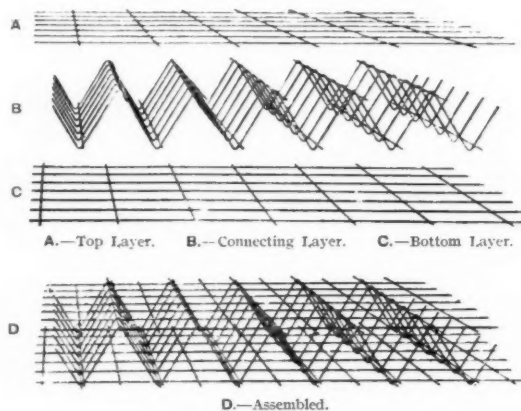 A
B
C
A.—Top Layer. B.—Connecting Layer. C.—Bottom Layer.
D
D.—Assembled.